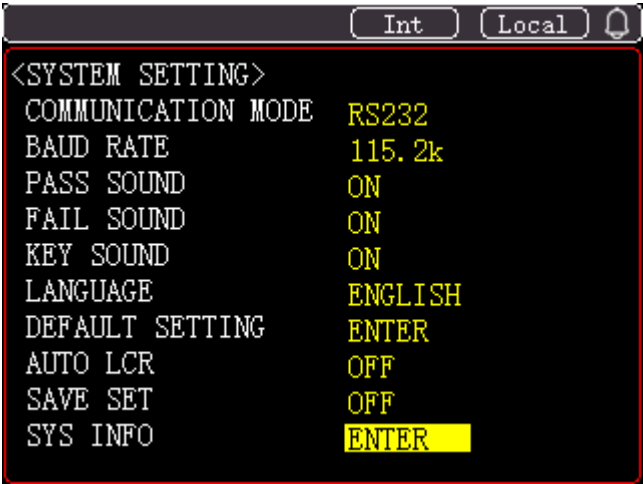 Int Local
<SYSTEM SETTING>
COMMUNICATION MODE RS232
BAUD RATE 115.2k
PASS SOUND ON
FAIL SOUND ON
KEY SOUND ON
LANGUAGE ENGLISH
DEFAULT SETTING ENTER
AUTO LCR OFF
SAVE SET OFF
SYS INFO ENTER